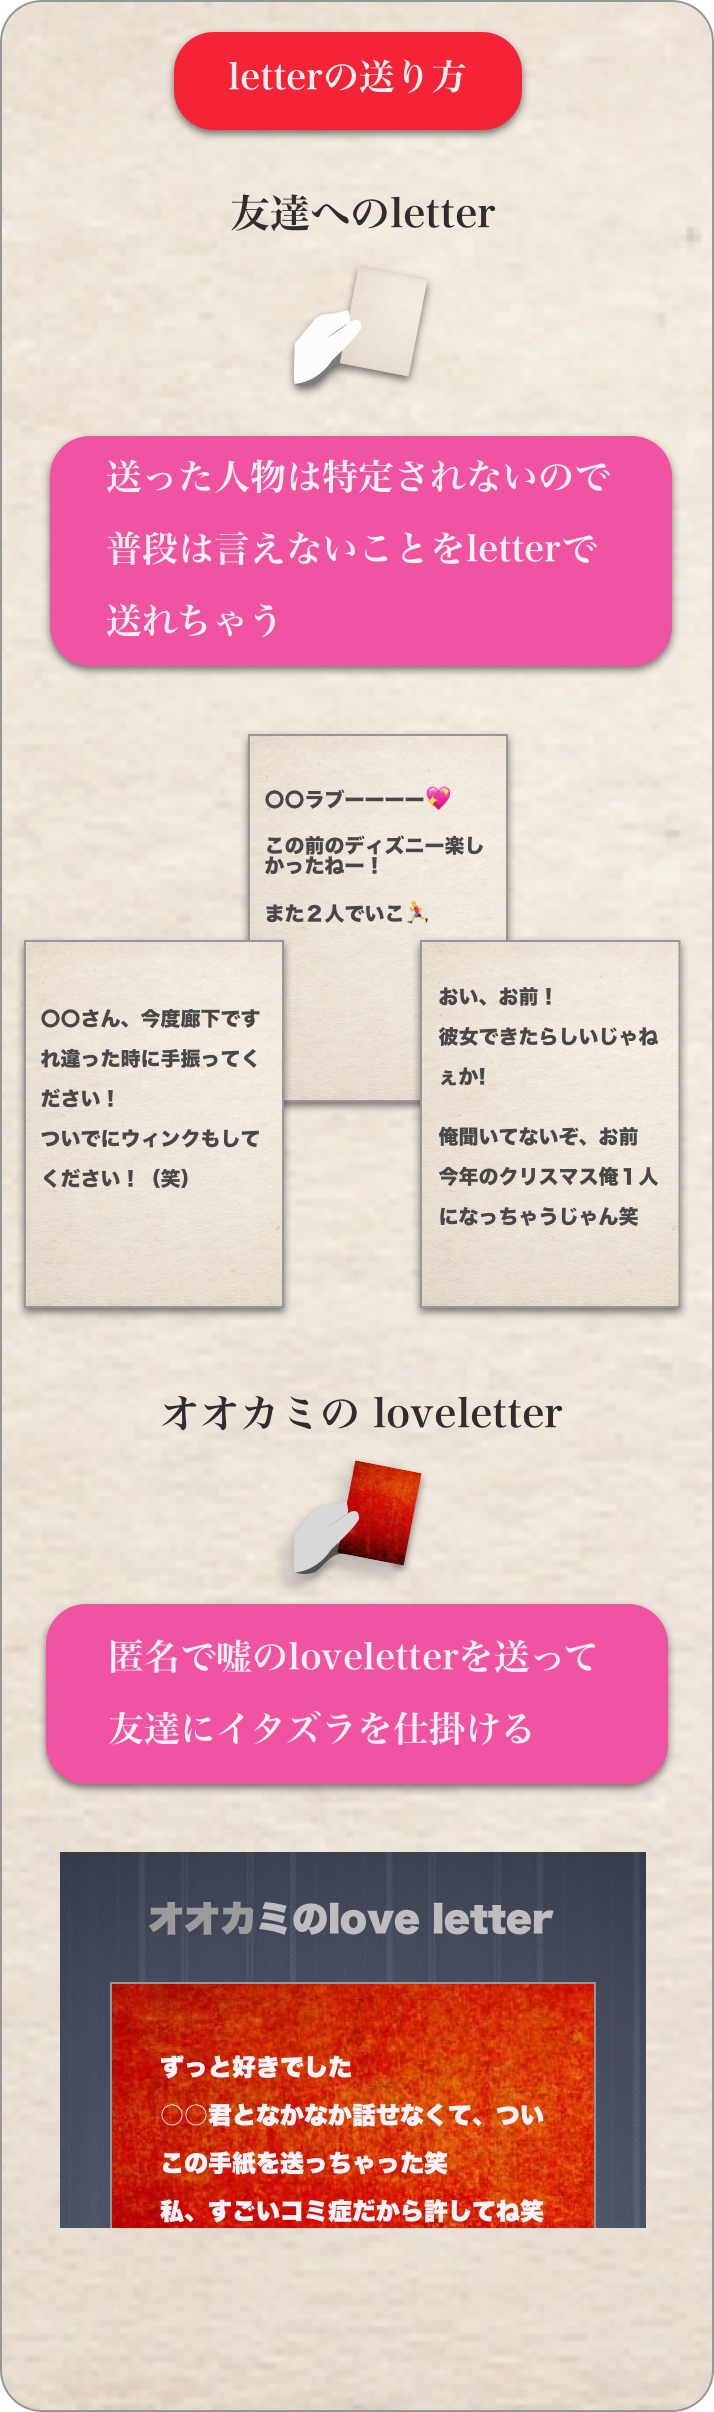 letterの送り方
友達へのletter
送った人物は特定されないので
普段は言えないことをletterで
送れちゃう
〇〇ラブーーーー💖
この前のディズニー楽し
かったねー！
また２人でいこ🏃‍♀️
〇〇さん、今度廊下です
れ違った時に手振ってく
ださい！
ついでにウィンクもして
ください！（笑）
おい、お前！
彼女できたらしいじゃね
ぇか!
俺聞いてないぞ、お前
今年のクリスマス俺１人
になっちゃうじゃん笑
オオカミの loveletter
匿名で嘘のloveletterを送って
友達にイタズラを仕掛ける
オオカミのlove letter
ずっと好きでした
○○君となかなか話せなくて、つい
この手紙を送っちゃった笑
私、すごいコミ症だから許してね笑